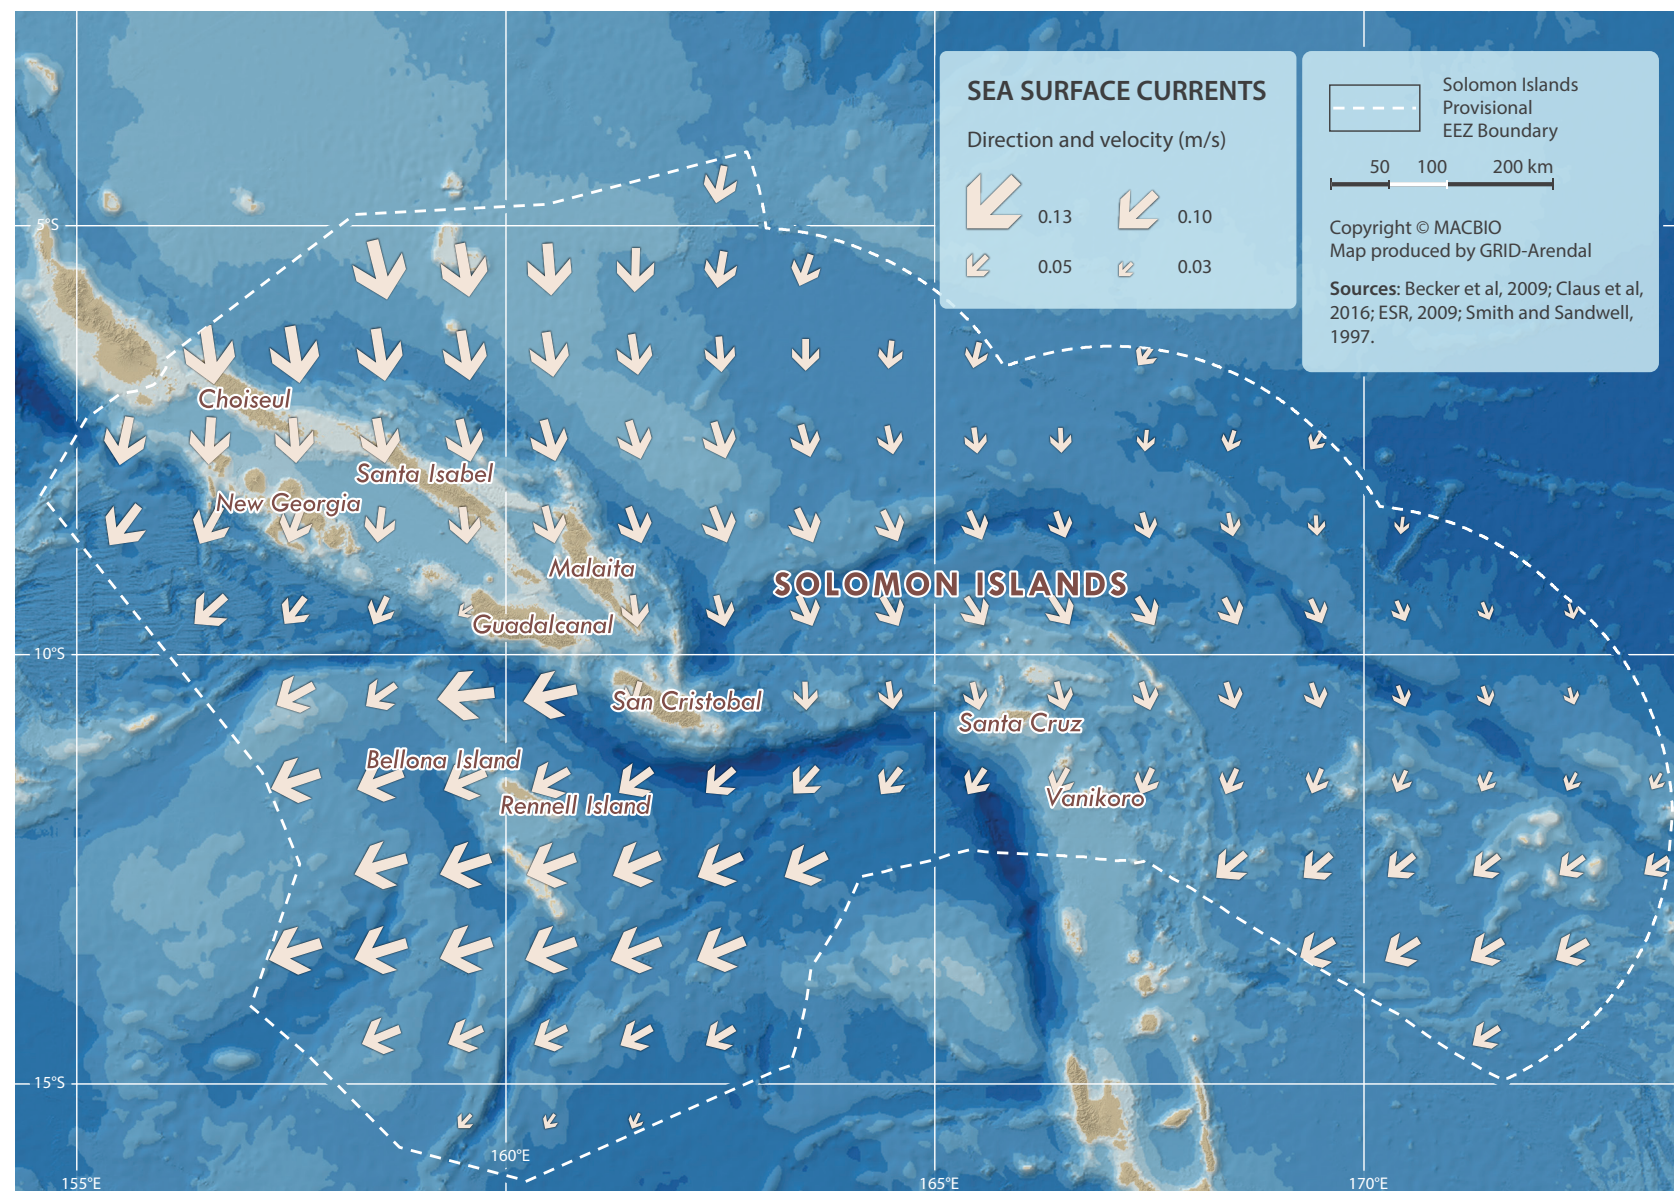 SEA SURFACE CURRENTS
Direction and velocity (m/s)
0.13
0.10
0.05
0.03
Solomon Islands
Provisional
EEZ Boundary
50 100 200 km
Copyright © MACBIO
Map produced by GRID-Arendal
Sources: Becker et al, 2009; Claus et al,
2016; ESR, 2009; Smith and Sandwell,
1997.
5°S
Choiseul
Santa Isabel
New Georgia
Malaita
SOLOMON ISLANDS
Guadalcanal
10°S
San Cristobal
Santa Cruz
Bellona Island
Rennell Island
Vanikoro
15°S
160°E
155°E
165°E
170°E